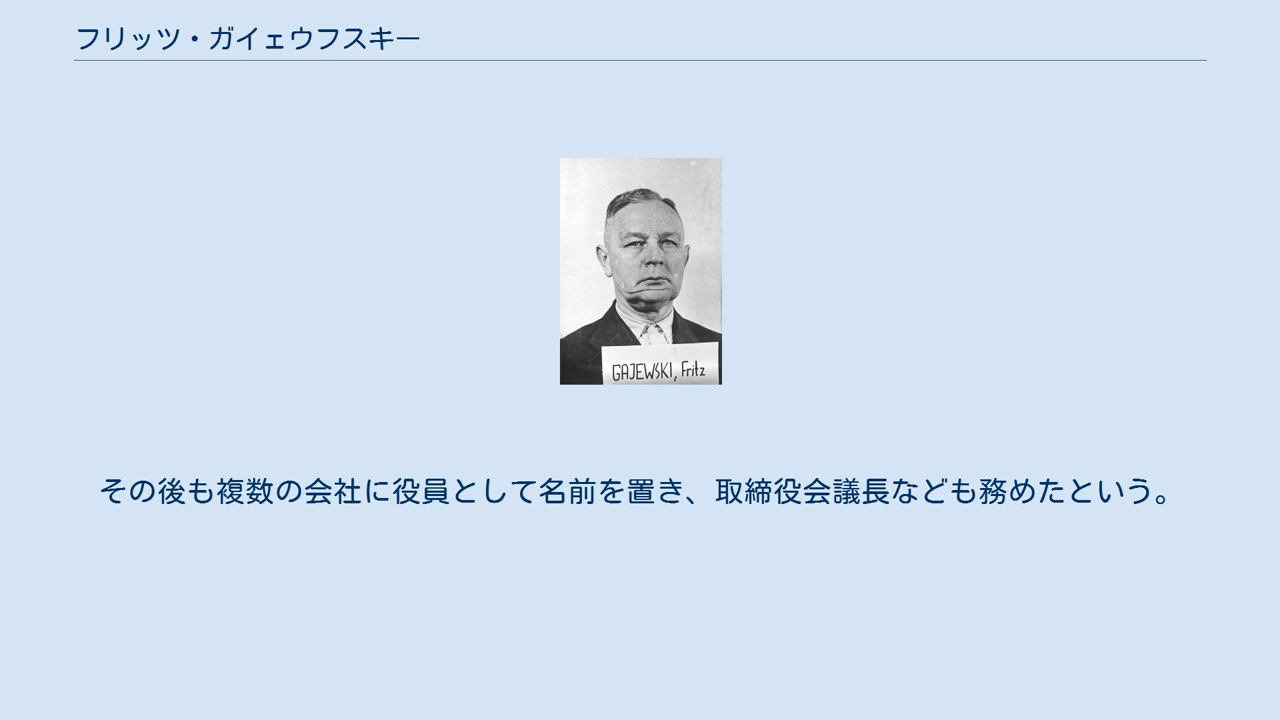 フリッツ・ガイェウフスキー
GAJEWSKI, Fritz
その後も複数の会社に役員として名前を置き、取締役会議長なども務めたという。